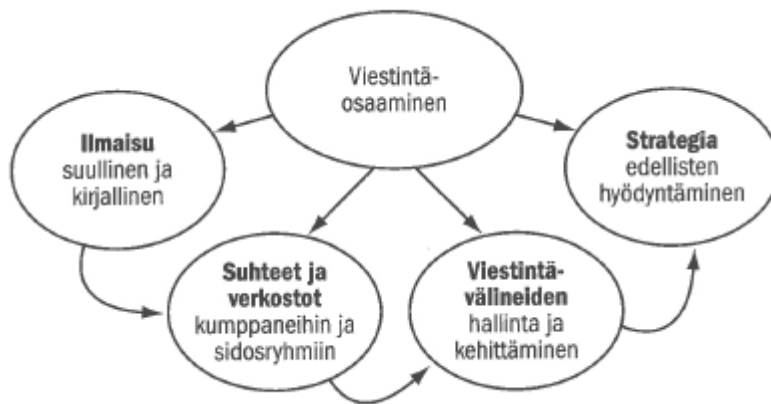 Viestintä-
osaaminen
Ilmaisu
suullinen ja
kirjallinen
Strategia
edellisten
hyödyntäminen
Suhteet ja
verkostot
kumppaneihin ja
sidosryhmiin
Viestintä-
välineiden
hallinta ja
kehittäminen